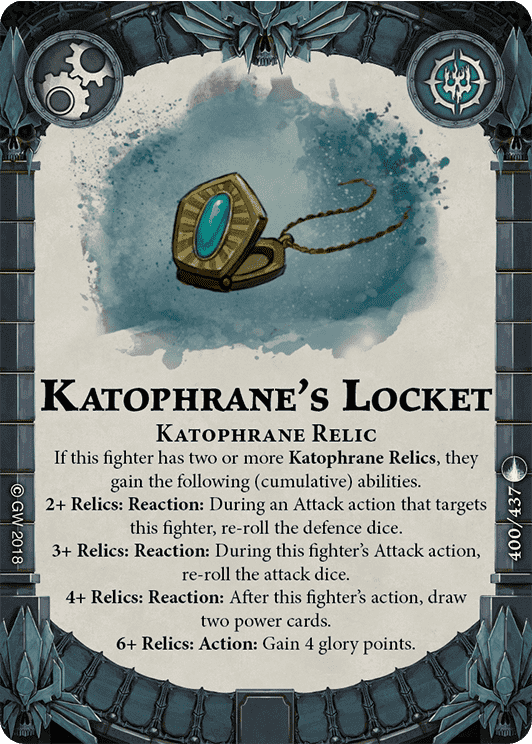 Katophrane's Locket
Katophrane Relic
If this fighter has two or more Katophrane Relics, they
gain the following (cumulative) abilities.
2+ Relics: Reaction: During an Attack action that targets
this fighter, re-roll the defence dice.
3+ Relics: Reaction: During this fighter's Attack action,
re-roll the attack dice.
4+ Relics: Reaction: After this fighter's action, draw
two power cards.
6+ Relics: Action: Gain 4 glory points.
© GW 2018
400/437